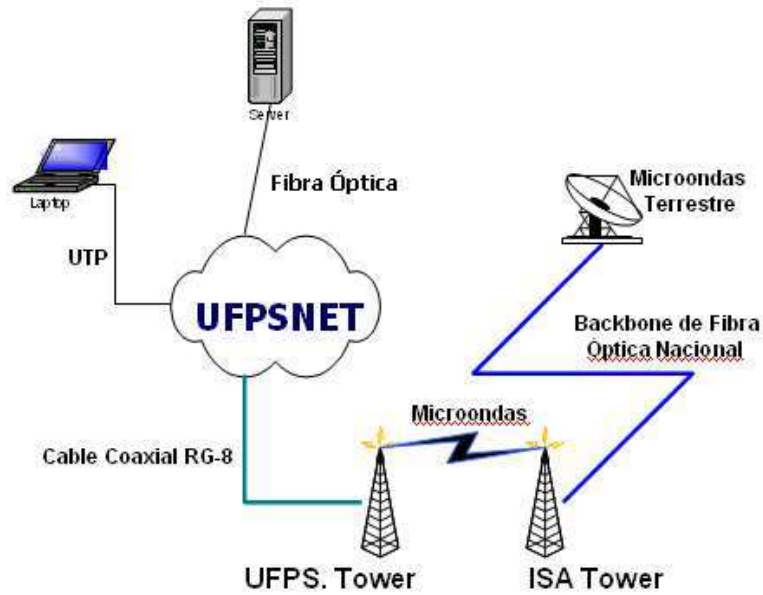 Server
Fibra Óptica
Laptop
UTP
UFPSNET
Microondas
Terrestre
Backbone de Fibra
Óptica Nacional
Microondas
Cable Coaxial RG-8
UFPS. Tower
ISA Tower